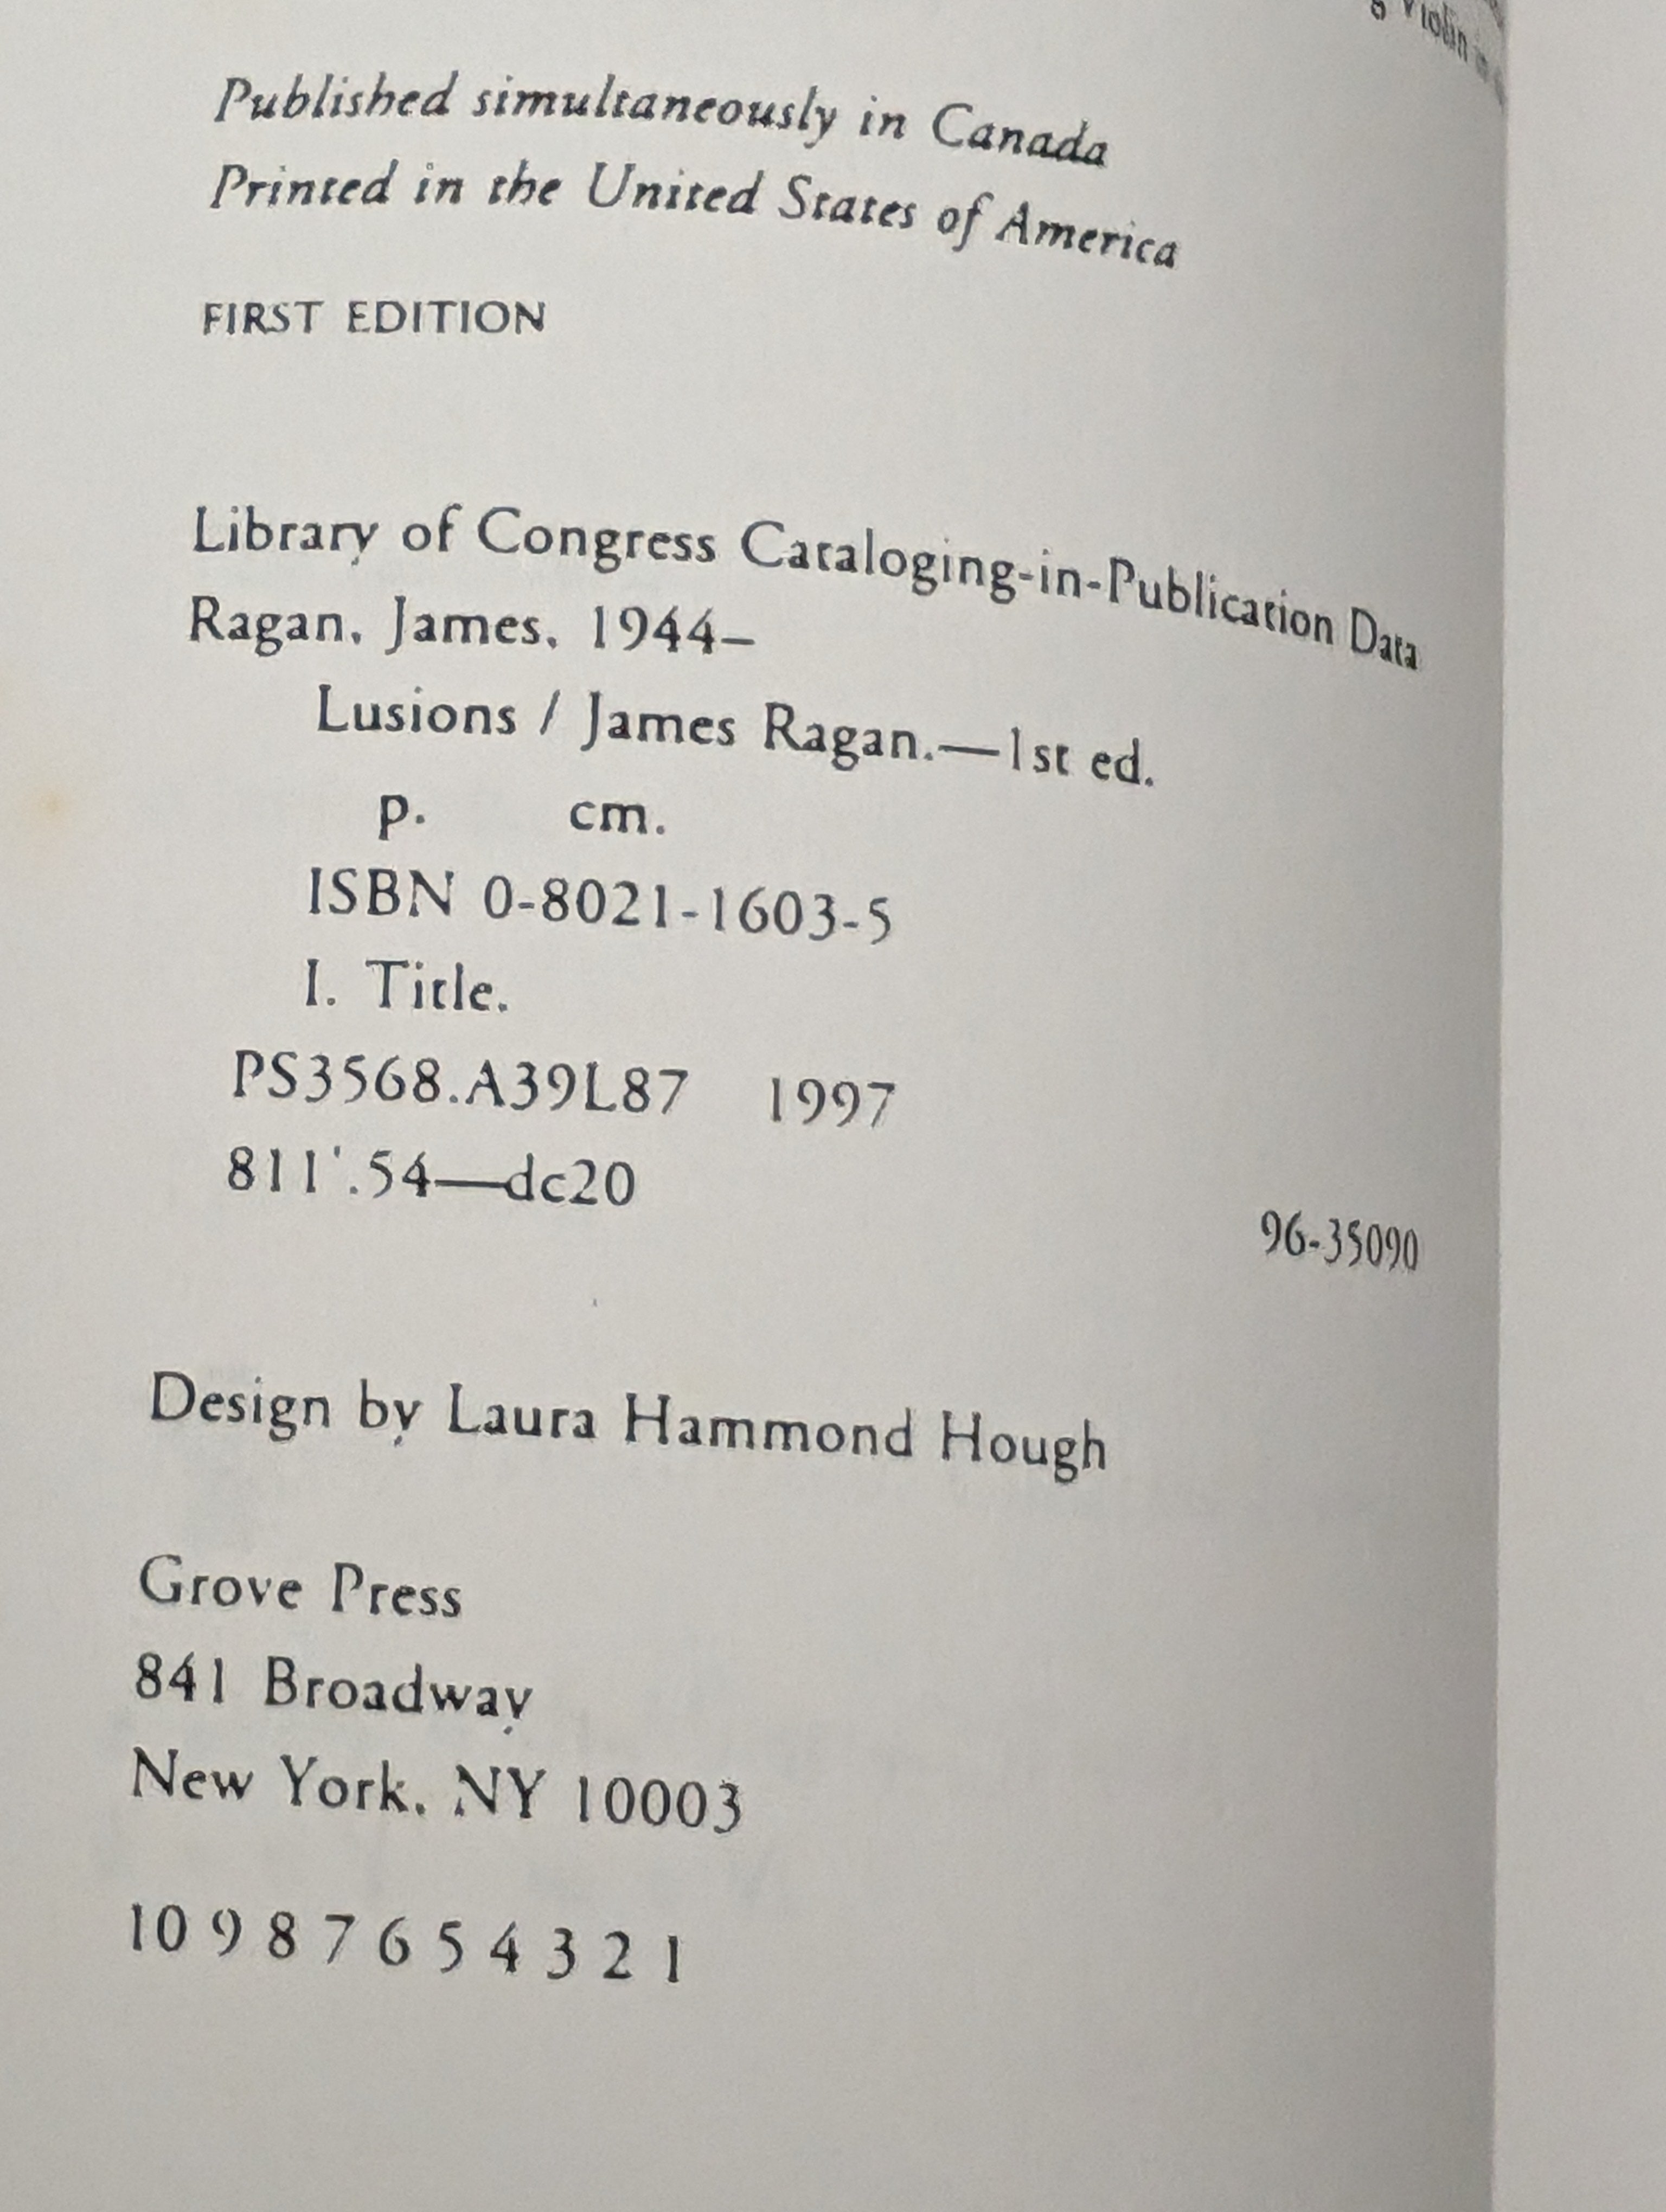 Violin
Published simultaneously in Canada
Printed in the United States of America
FIRST EDITION
Library of Congress Cataloging-in-Publication Data
Ragan, James, 1944–
Lusions / James Ragan.—1st ed.
p. cm.
ISBN 0-8021-1603-5
I. Title.
PS3568.A39L87 1997
811'.54—dc20
96-35090
Design by Laura Hammond Hough
Grove Press
841 Broadway
New York, NY 10003
10 9 8 7 6 5 4 3 2 1